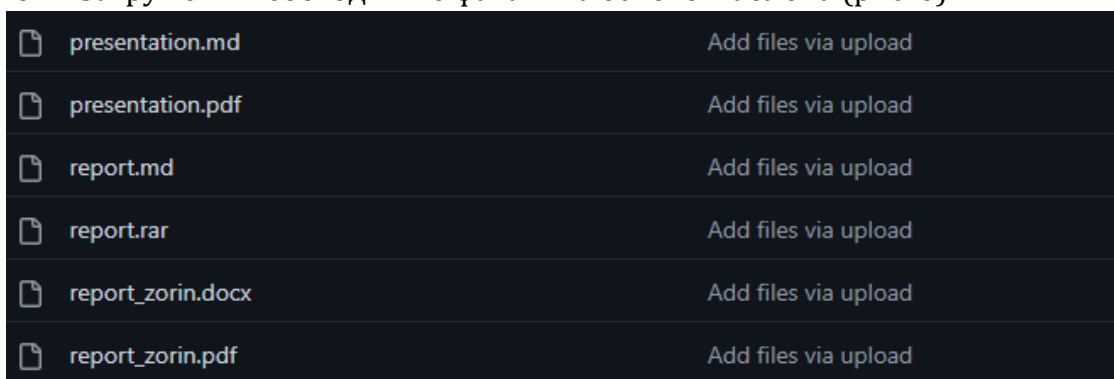 presentation.md Add files via upload
presentation.pdf Add files via upload
report.md Add files via upload
report.rar Add files via upload
report_zorin.docx Add files via upload
report_zorin.pdf Add files via upload